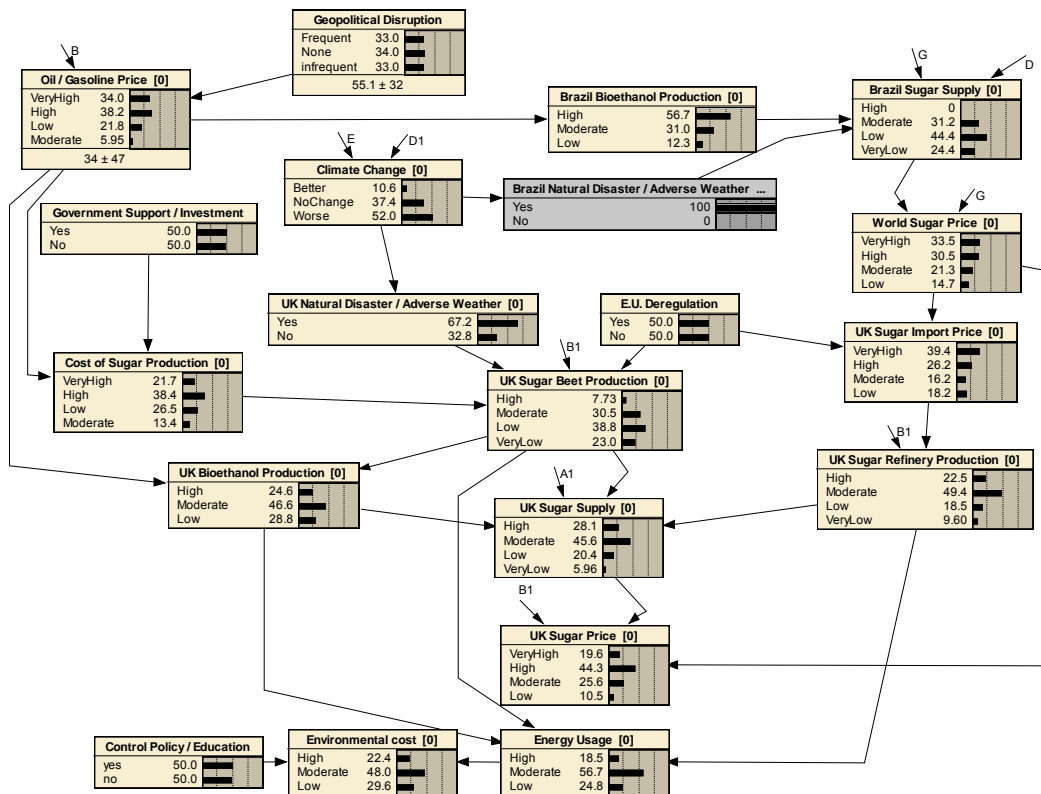 Geopolitical Disruption
Frequent 33.0
None 34.0
infrequent 33.0
55.1 ± 32
B
Oil / Gasoline Price [0]
VeryHigh 34.0
High 38.2
Low 21.8
Moderate 5.95
34 ± 47
G
D
Brazil Bioethanol Production [0]
High 56.7
Moderate 31.0
Low 12.3
Brazil Sugar Supply [0]
High 0
Moderate 31.2
Low 44.4
VeryLow 24.4
E
D1
Climate Change [0]
Better 10.6
NoChange 37.4
Worse 52.0
Brazil Natural Disaster / Adverse Weather ...
Yes 100
No 0
Government Support / Investment
Yes 50.0
No 50.0
G
World Sugar Price [0]
VeryHigh 33.5
High 30.5
Moderate 21.3
Low 14.7
UK Natural Disaster / Adverse Weather [0]
Yes 67.2
No 32.8
E.U. Deregulation
Yes 50.0
No 50.0
UK Sugar Import Price [0]
VeryHigh 39.4
High 26.2
Moderate 16.2
Low 18.2
Cost of Sugar Production [0]
VeryHigh 21.7
High 38.4
Low 26.5
Moderate 13.4
B1
UK Sugar Beet Production [0]
High 7.73
Moderate 30.5
Low 38.8
VeryLow 23.0
B1
UK Sugar Refinery Production [0]
High 22.5
Moderate 49.4
Low 18.5
VeryLow 9.60
UK Bioethanol Production [0]
High 24.6
Moderate 46.6
Low 28.8
A1
UK Sugar Supply [0]
High 28.1
Moderate 45.6
Low 20.4
VeryLow 5.96
B1
UK Sugar Price [0]
VeryHigh 19.6
High 44.3
Moderate 25.6
Low 10.5
Control Policy / Education
yes 50.0
no 50.0
Environmental cost [0]
High 22.4
Moderate 48.0
Low 29.6
Energy Usage [0]
High 18.5
Moderate 56.7
Low 24.8